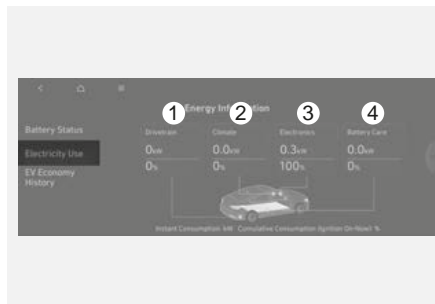 Energy Information
1 2 3 4
Battery Status
Electricity Use
EV Economy
History
Drivetrain Climate Electronics Battery Care
0kW 0.0kW 0.3kW 0.0kW
0% 0% 100% 0%
Instant Consumption: kW Cumulative Consumption (Ignition On-Now): %